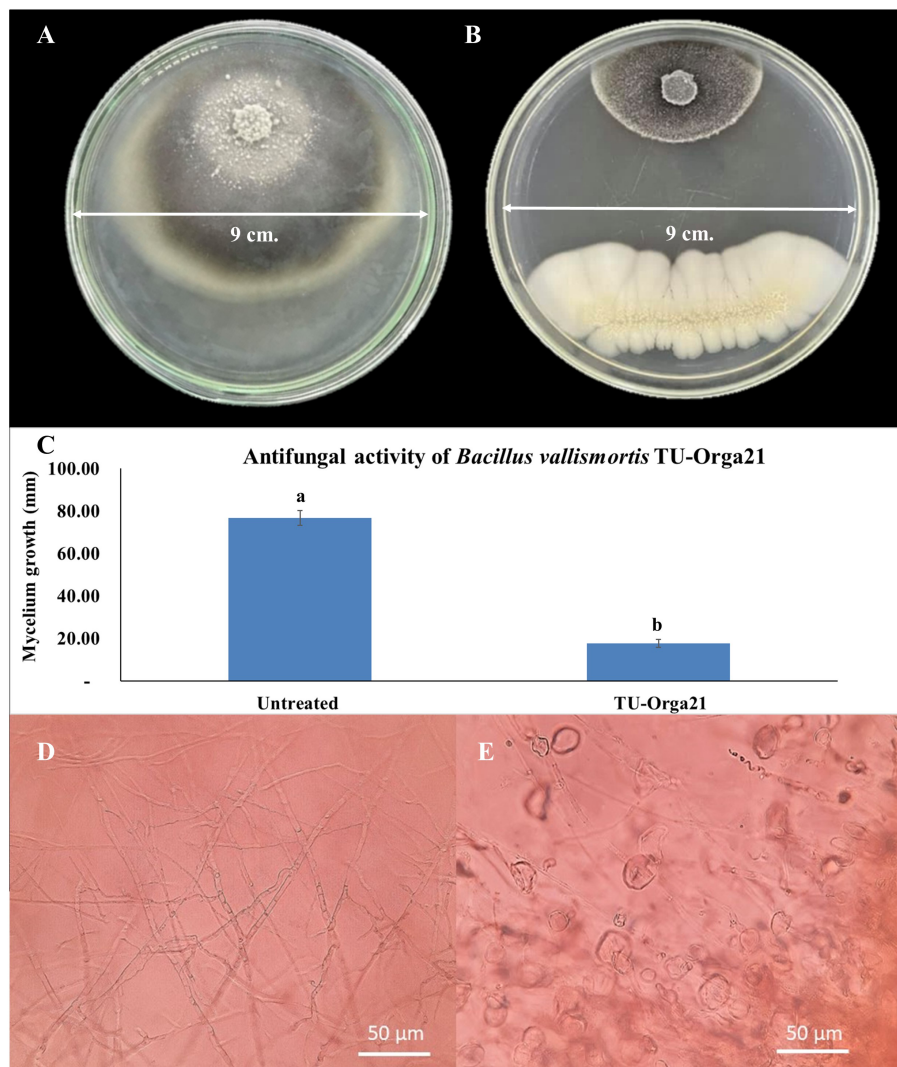 A
B
9 cm.
9 cm.
C
Antifungal activity of Bacillus vallismortis TU-Orga21
Mycelium growth (mm)
100.00
80.00
60.00
40.00
20.00
-
a
b
Untreated
TU-Orga21
D
E
50 µm
50 µm